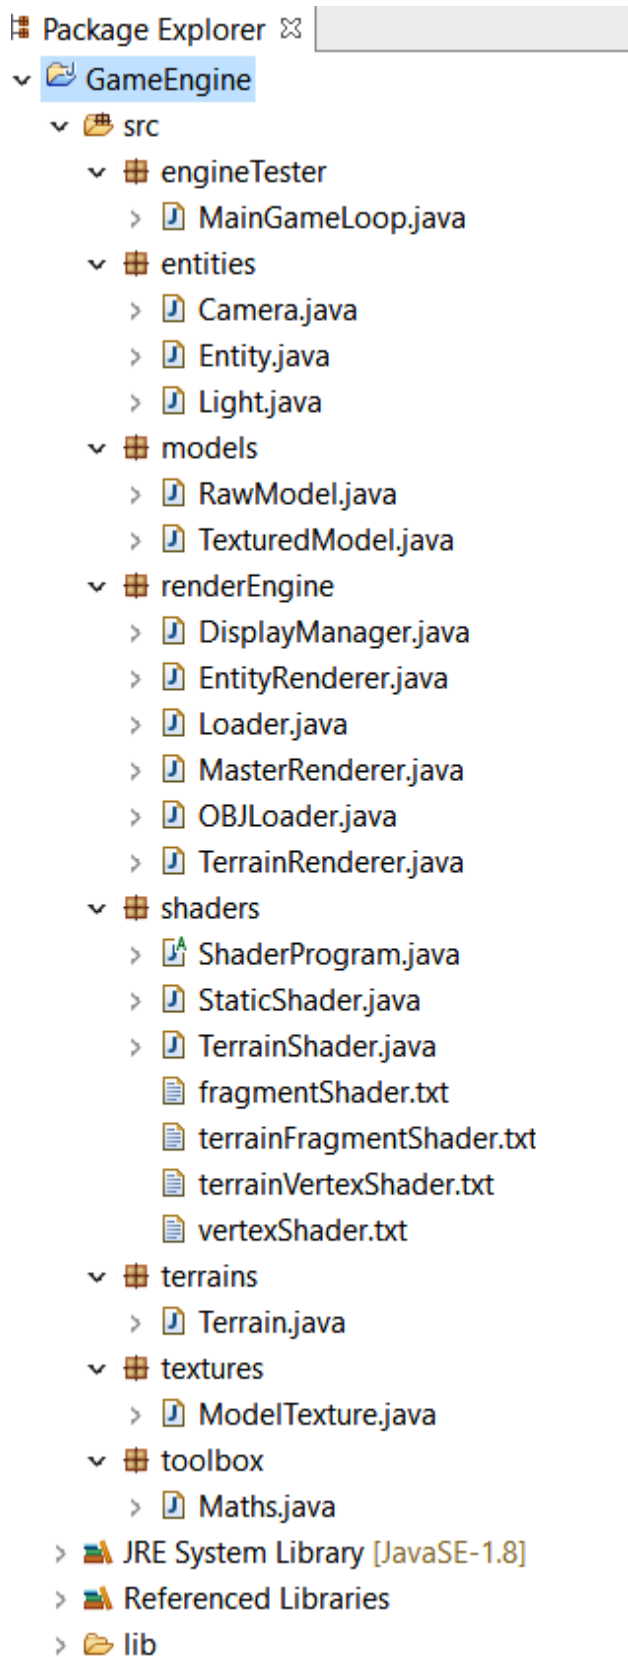 Package Explorer
GameEngine
src
engineTester
MainGameLoop.java
entities
Camera.java
Entity.java
Light.java
models
RawModel.java
TexturedModel.java
renderEngine
DisplayManager.java
EntityRenderer.java
Loader.java
MasterRenderer.java
OBJLoader.java
TerrainRenderer.java
shaders
ShaderProgram.java
StaticShader.java
TerrainShader.java
fragmentShader.txt
terrainFragmentShader.txt
terrainVertexShader.txt
vertexShader.txt
terrains
Terrain.java
textures
ModelTexture.java
toolbox
Maths.java
JRE System Library [JavaSE-1.8]
Referenced Libraries
lib